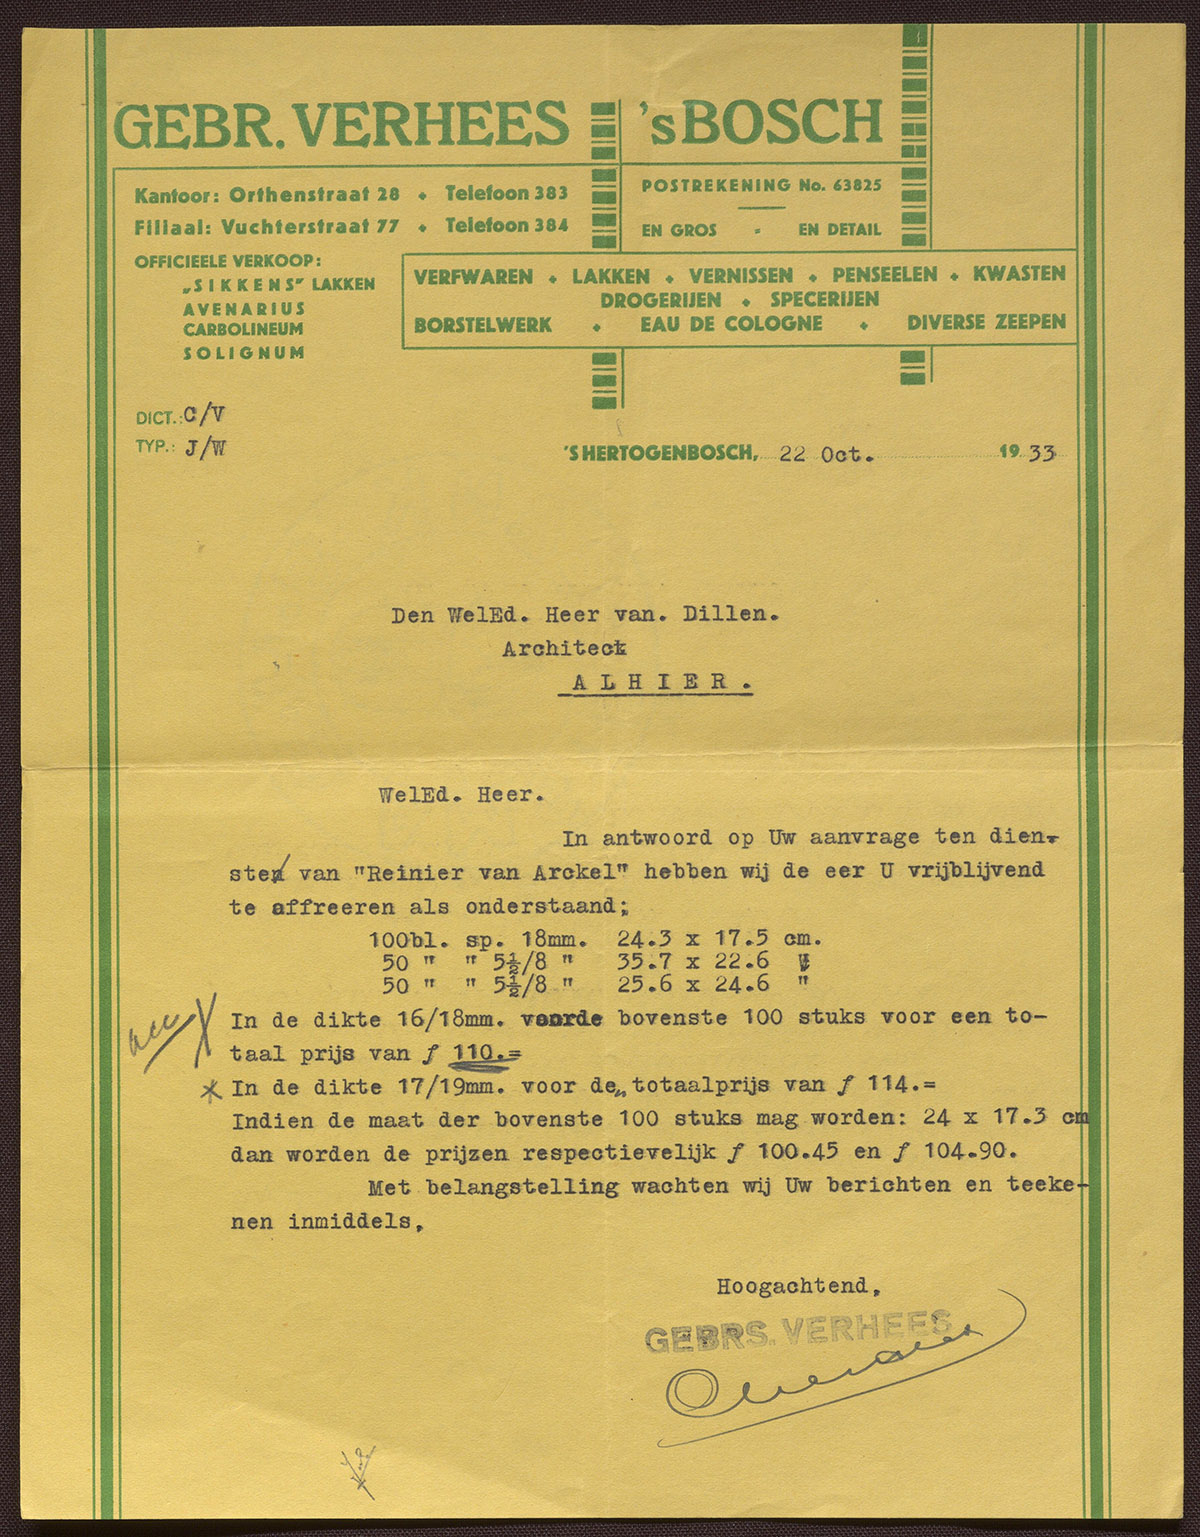 GEBR. VERHEES 'sBOSCH
Kantoor: Orthenstraat 28 • Telefoon 383
Filiaal: Vuchterstraat 77 • Telefoon 384
POSTREKENING No. 63825
EN GROS - EN DETAIL
OFFICIEELE VERKOOP:
„SIKKENS" LAKKEN
AVENARIUS
CARBOLINEUM
SOLIGNUM
VERFWAREN • LAKKEN • VERNISSEN • PENSEELEN • KWASTEN
DROGERIJEN • SPECERIJEN
BORSTELWERK • EAU DE COLOGNE • DIVERSE ZEEPEN
DICT.: C/V
TYP.: J/W
'S HERTOGENBOSCH, 22 Oct. 1933
Den WelEd. Heer van. Dillen.
Architeck
ALHIER.
WelEd. Heer.
In antwoord op Uw aanvrage ten dien-
sten van "Reinier van Arckel" hebben wij de eer U vrijblijvend
te affreeren als onderstaand;
100bl. sp. 18mm. 24.3 x 17.5 cm.
50 " " 5½/8 " 35.7 x 22.6 "
50 " " 5½/8 " 25.6 x 24.6 "
In de dikte 16/18mm. voorde bovenste 100 stuks voor een to-
taal prijs van ƒ 110.=
In de dikte 17/19mm. voor de,, totaalprijs van ƒ 114.=
Indien de maat der bovenste 100 stuks mag worden: 24 x 17.3 cm
dan worden de prijzen respectievelijk ƒ 100.45 en ƒ 104.90.
Met belangstelling wachten wij Uw berichten en teeke-
nen inmiddels,
Hoogachtend,
GEBRS. VERHEES